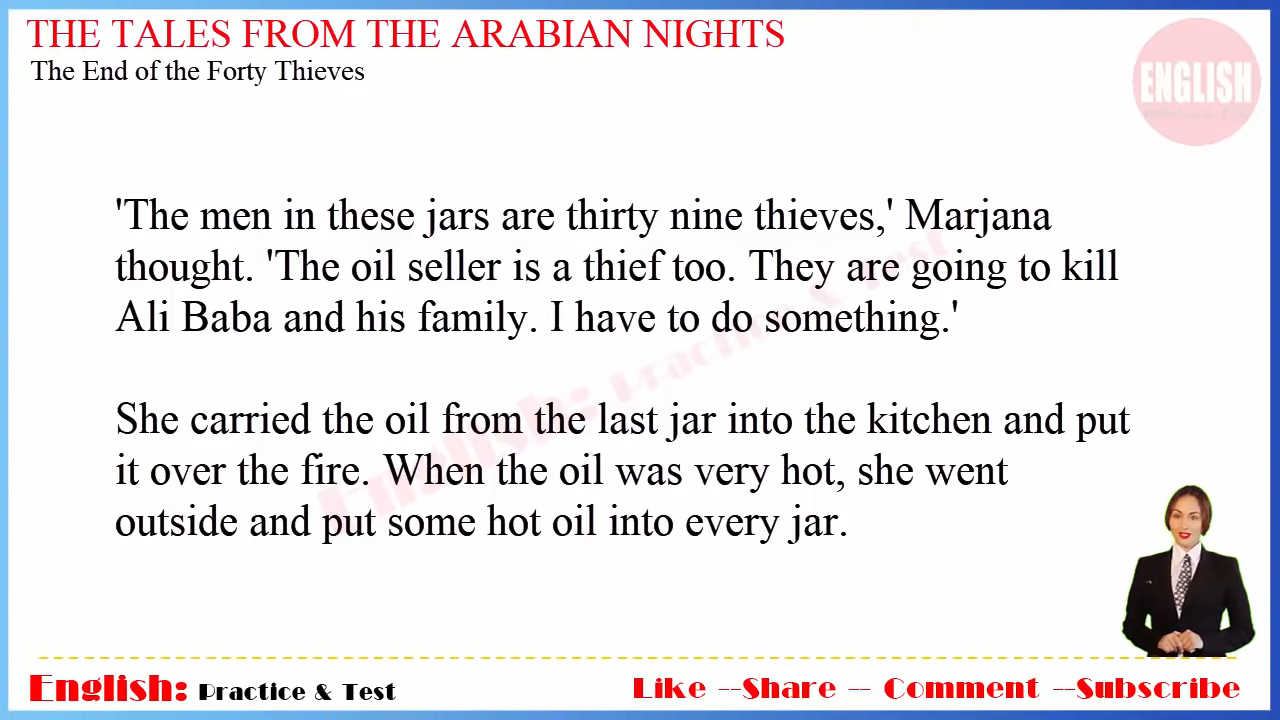 THE TALES FROM THE ARABIAN NIGHTS
The End of the Forty Thieves
ENGLISH
'The men in these jars are thirty nine thieves,' Marjana
thought. 'The oil seller is a thief too. They are going to kill
Ali Baba and his family. I have to do something.'
She carried the oil from the last jar into the kitchen and put
it over the fire. When the oil was very hot, she went
outside and put some hot oil into every jar.
English: Practice & Test
English: Practice & Test
Like --Share -- Comment --Subscribe